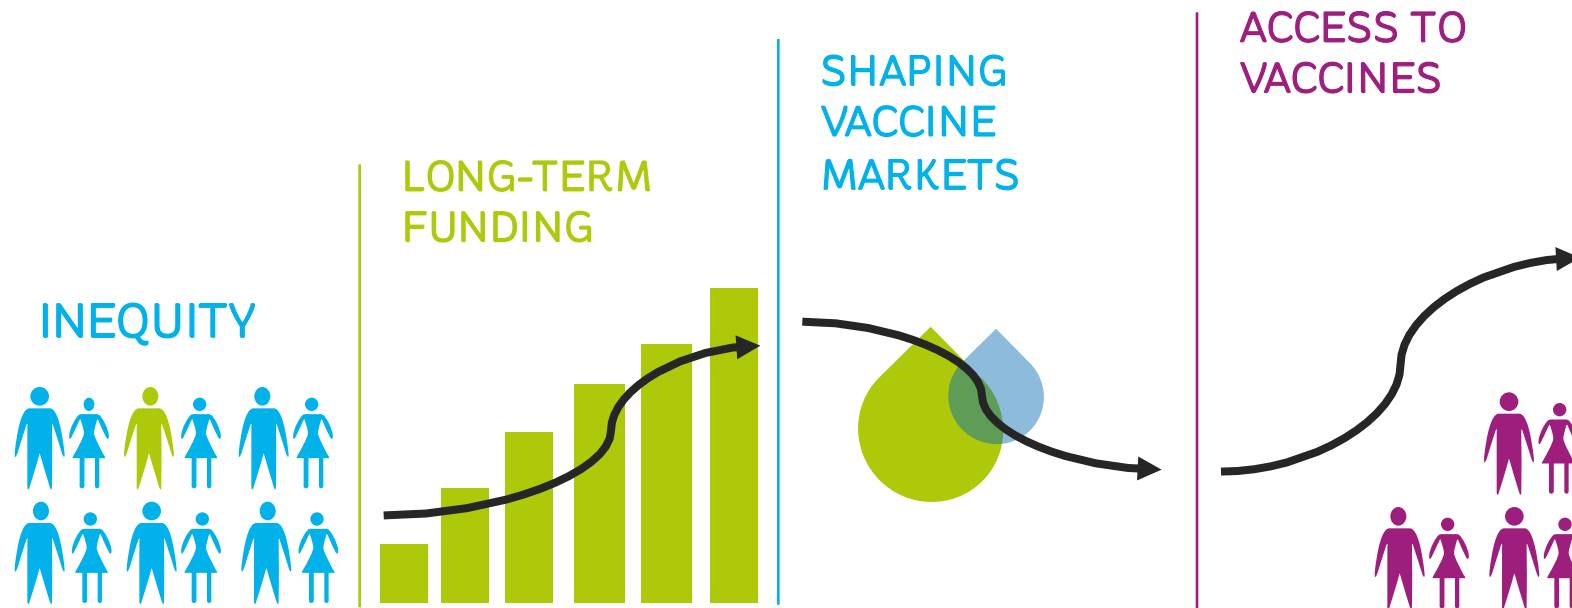 INEQUITY
LONG-TERM
FUNDING
SHAPING
VACCINE
MARKETS
ACCESS TO
VACCINES